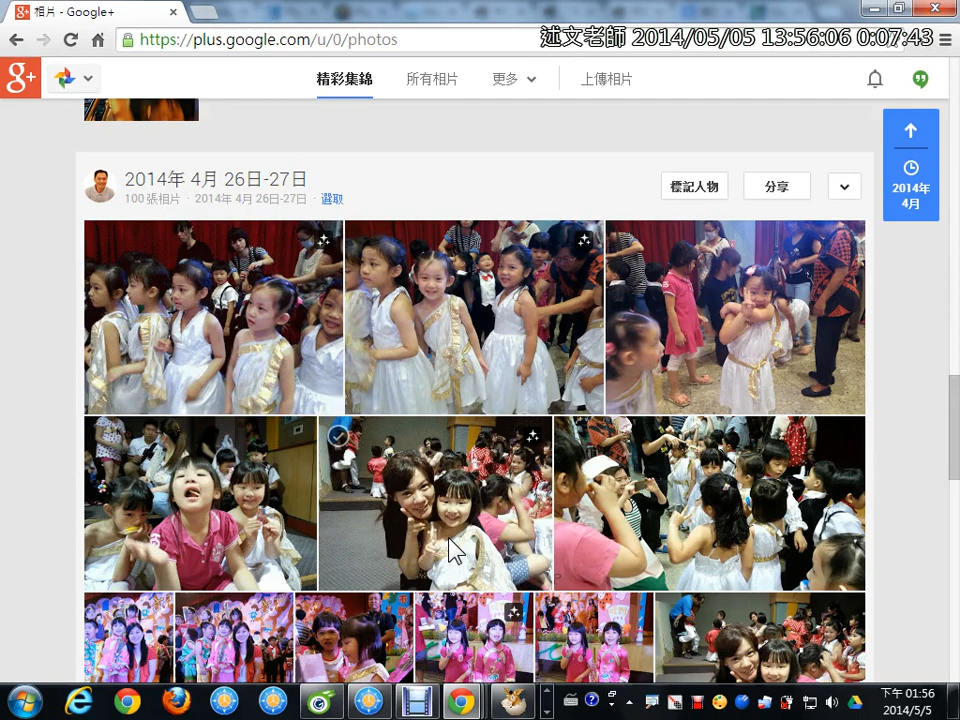 相片 - Google+
https://plus.google.com/u/0/photos
述文老師 2014/05/05 13:56:06 0:07:43
精彩集錦
所有相片
更多
上傳相片
2014年 4月 26日-27日
100 張相片 · 2014年 4月 26日-27日 · 選取
標記人物
分享
2014年
4月
下午 01:56
2014/5/5